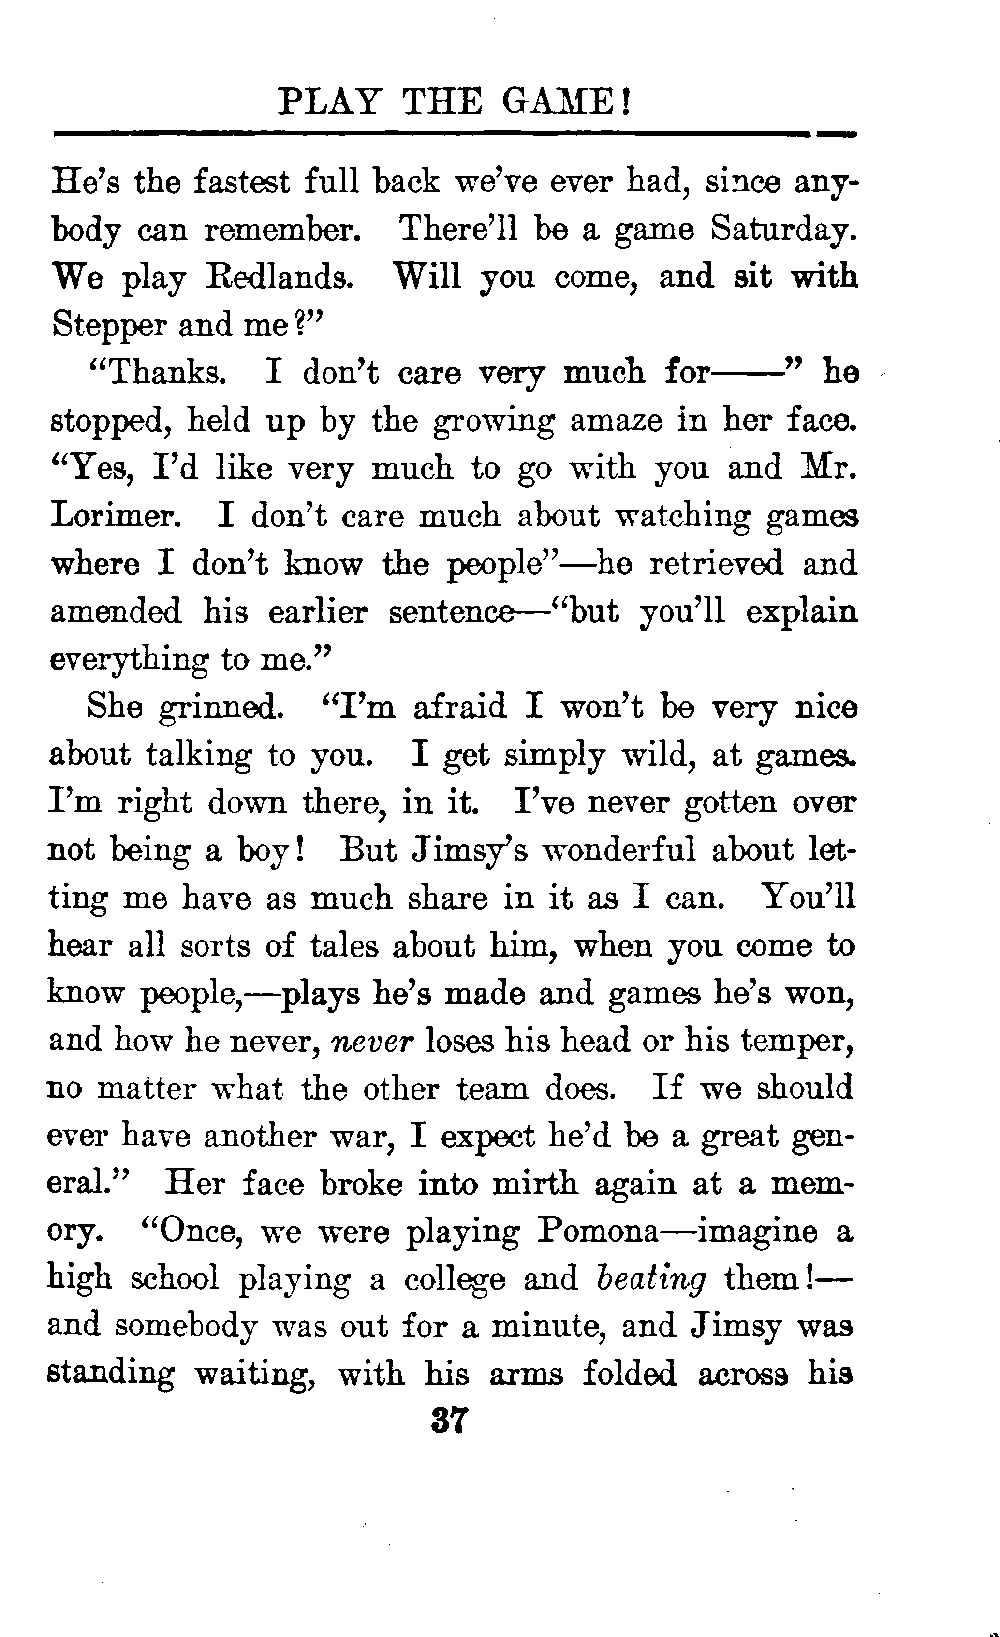 PLAY THE GAME!
He's the fastest full back we've ever had, since any-
body can remember. There'll be a game Saturday.
We play Redlands. Will you come, and sit with
Stepper and me?"
"Thanks. I don't care very much for——" he
stopped, held up by the growing amaze in her face.
"Yes, I'd like very much to go with you and Mr.
Lorimer. I don't care much about watching games
where I don't know the people"—he retrieved and
amended his earlier sentence—"but you'll explain
everything to me."
She grinned. "I'm afraid I won't be very nice
about talking to you. I get simply wild, at games.
I'm right down there, in it. I've never gotten over
not being a boy! But Jimsy's wonderful about let-
ting me have as much share in it as I can. You'll
hear all sorts of tales about him, when you come to
know people,—plays he's made and games he's won,
and how he never, never loses his head or his temper,
no matter what the other team does. If we should
ever have another war, I expect he'd be a great gen-
eral." Her face broke into mirth again at a mem-
ory. "Once, we were playing Pomona—imagine a
high school playing a college and beating them!—
and somebody was out for a minute, and Jimsy was
standing waiting, with his arms folded across his
37